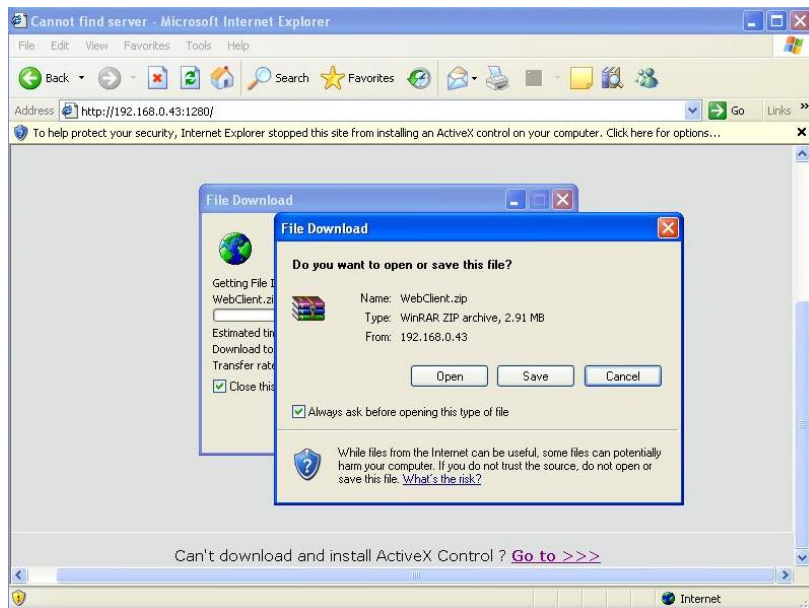 Cannot find server - Microsoft Internet Explorer
File Edit View Favorites Tools Help
Back Search Favorites
Address http://192.168.0.43:1280/ Go Links »
To help protect your security, Internet Explorer stopped this site from installing an ActiveX control on your computer. Click here for options...
File Download
Getting File I
WebClient.zi
Estimated tim
Download to
Transfer rate
Close this
File Download
Do you want to open or save this file?
Name: WebClient.zip
Type: WinRAR ZIP archive, 2.91 MB
From: 192.168.0.43
Open Save Cancel
Always ask before opening this type of file
While files from the Internet can be useful, some files can potentially
harm your computer. If you do not trust the source, do not open or
save this file. What's the risk?
Can't download and install ActiveX Control ? Go to >>>
Internet